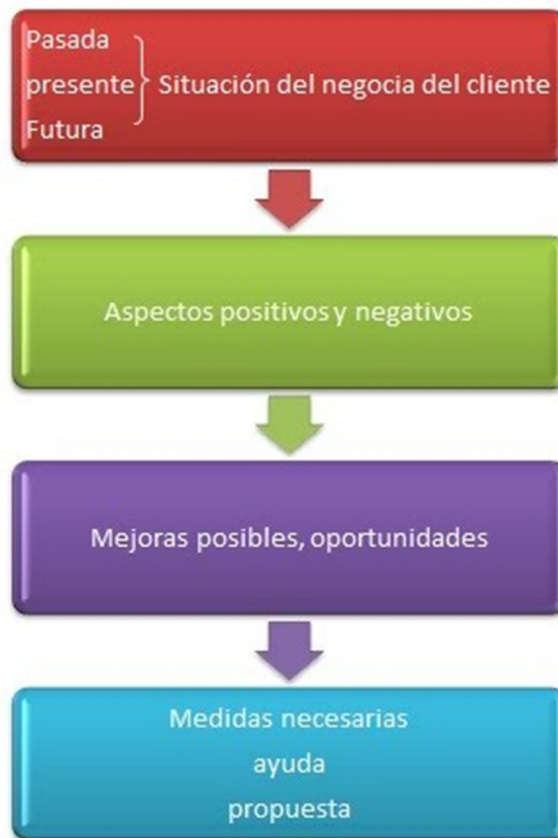 Pasada
presente
Situación del negocia del cliente
Futura
Aspectos positivos y negativos
Mejoras posibles, oportunidades
Medidas necesarias
ayuda
propuesta